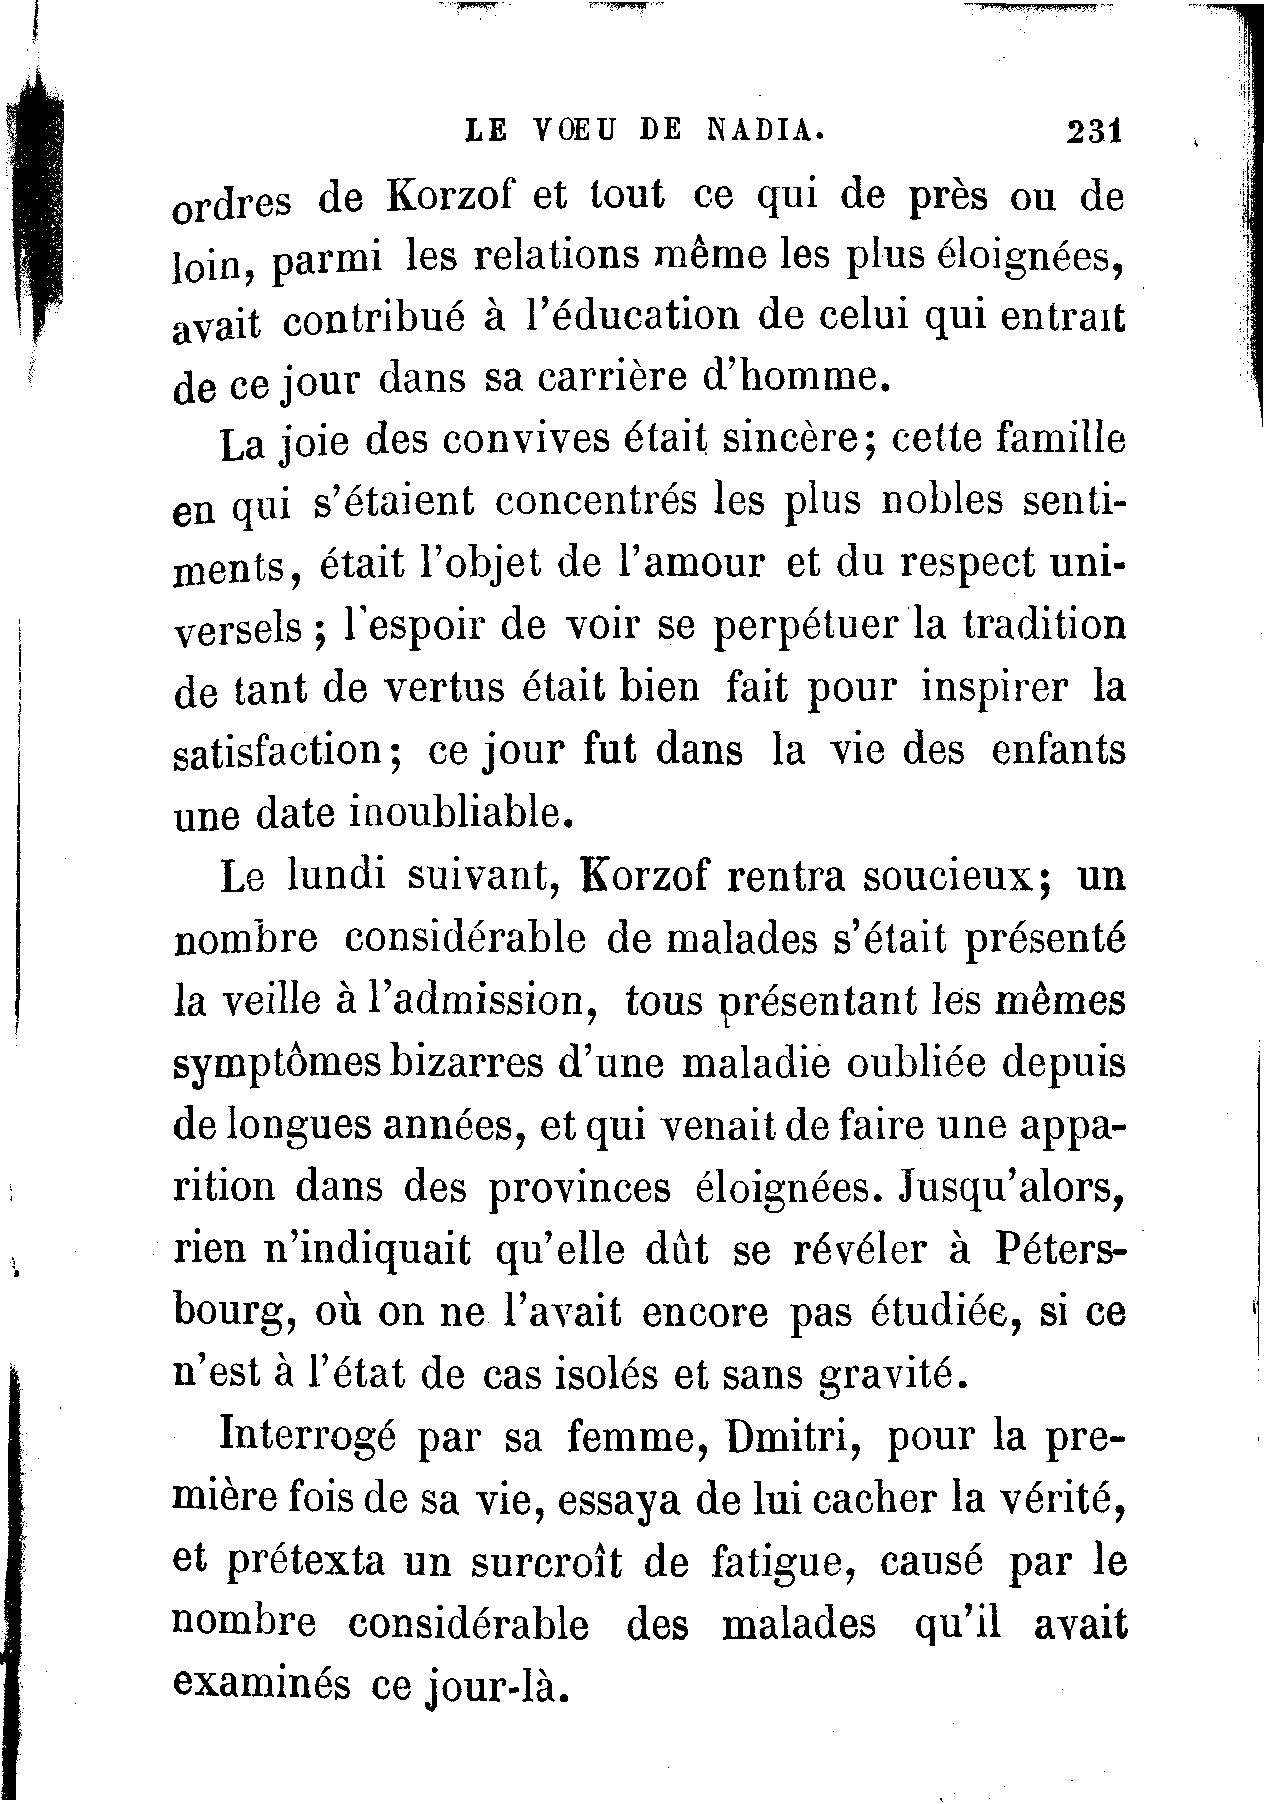 LE VŒU DE NADIA. 231
ordres de Korzof et tout ce qui de près ou de
loin, parmi les relations même les plus éloignées,
avait contribué à l'éducation de celui qui entrait
de ce jour dans sa carrière d'homme.
La joie des convives était sincère; cette famille
en qui s'étaient concentrés les plus nobles senti-
ments, était l'objet de l'amour et du respect uni-
versels ; l'espoir de voir se perpétuer la tradition
de tant de vertus était bien fait pour inspirer la
satisfaction; ce jour fut dans la vie des enfants
une date inoubliable.
Le lundi suivant, Korzof rentra soucieux; un
nombre considérable de malades s'était présenté
la veille à l'admission, tous présentant les mêmes
symptômes bizarres d'une maladie oubliée depuis
de longues années, et qui venait de faire une appa-
rition dans des provinces éloignées. Jusqu'alors,
rien n'indiquait qu'elle dût se révéler à Péters-
bourg, où on ne l'avait encore pas étudiée, si ce
n'est à l'état de cas isolés et sans gravité.
Interrogé par sa femme, Dmitri, pour la pre-
mière fois de sa vie, essaya de lui cacher la vérité,
et prétexta un surcroît de fatigue, causé par le
nombre considérable des malades qu'il avait
examinés ce jour-là.